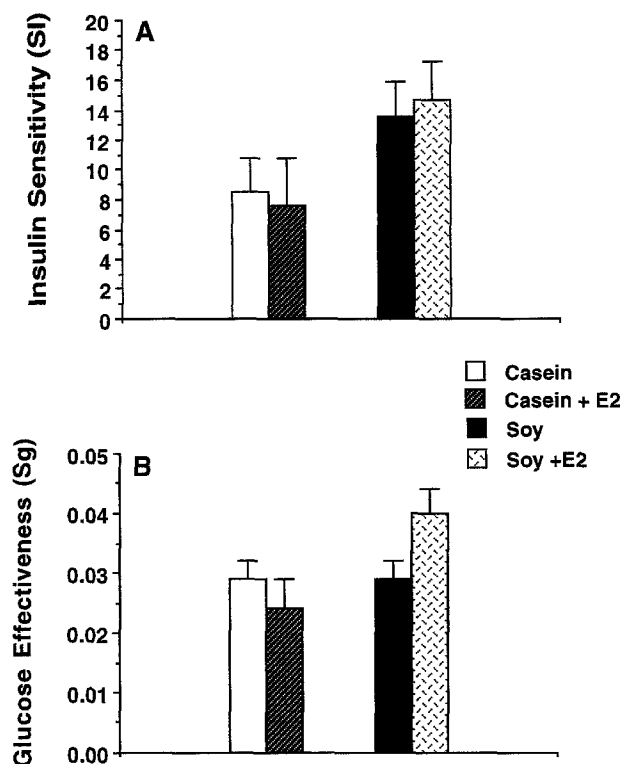 A
Insulin Sensitivity (SI)
20
18
16
14
12
10
8
6
4
2
0
Casein
Casein + E2
Soy
Soy +E2
B
Glucose Effectiveness (Sg)
0.05
0.04
0.03
0.02
0.01
0.00